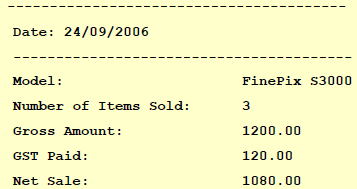 ----------------------------------------
Date: 24/09/2006
----------------------------------------
Model: FinePix S3000
Number of Items Sold: 3
Gross Amount: 1200.00
GST Paid: 120.00
Net Sale: 1080.00